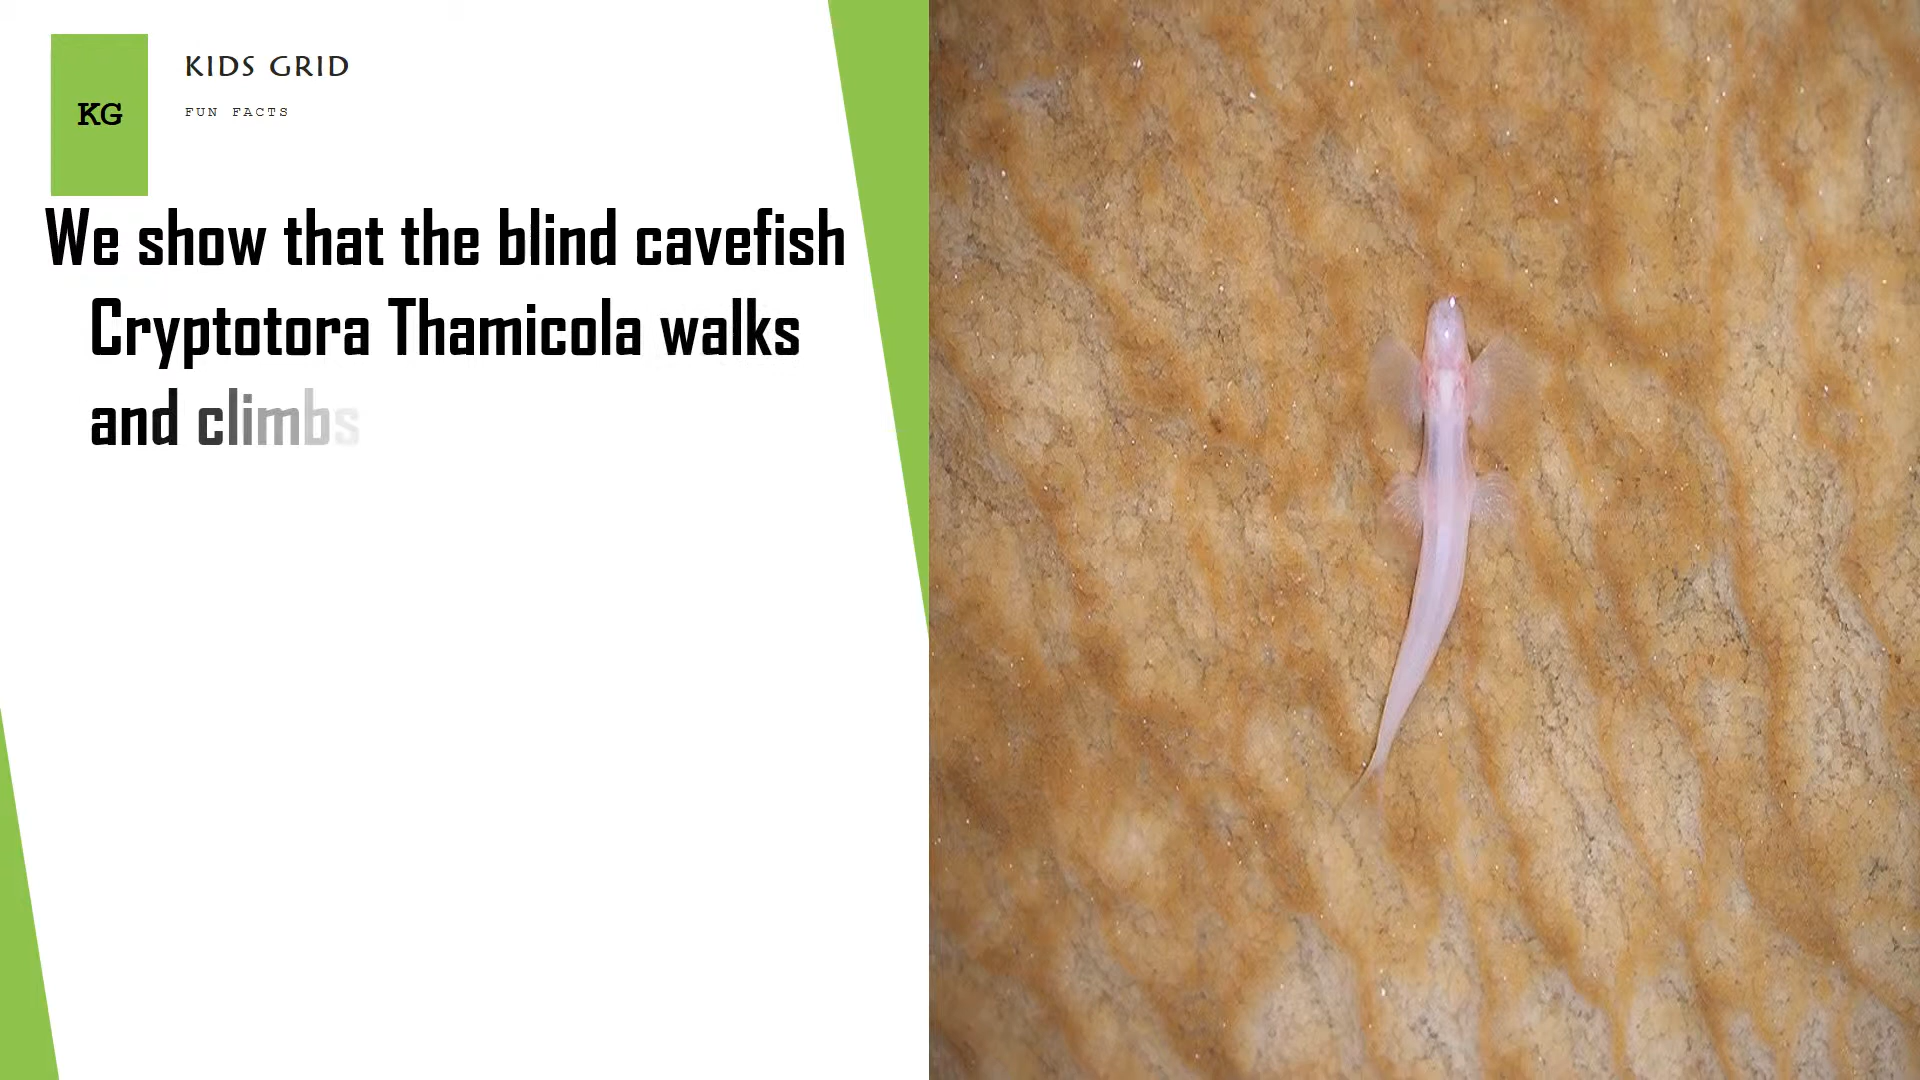 KG
KIDS GRID
FUN FACTS
We show that the blind cavefish
Cryptotora Thamicola walks
and climbs